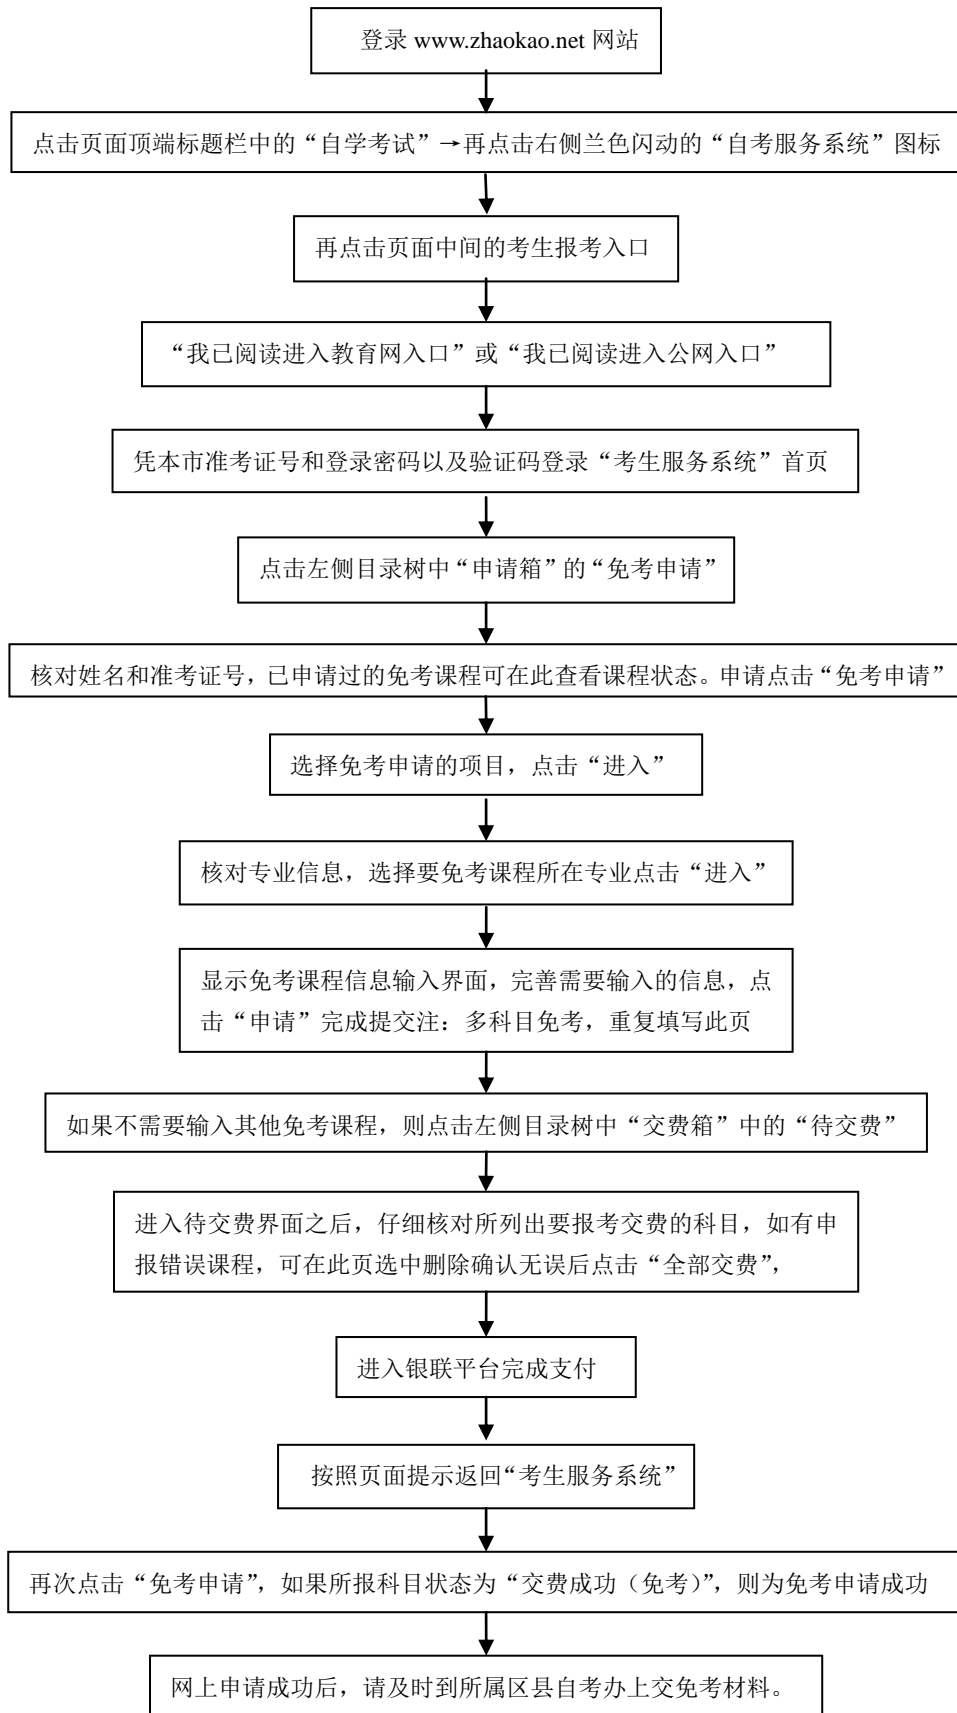 登录 www.zhaokao.net 网站
点击页面顶端标题栏中的“自学考试”→再点击右侧兰色闪动的“自考服务系统”图标
再点击页面中间的考生报考入口
“我已阅读进入教育网入口”或“我已阅读进入公网入口”
凭本市准考证号和登录密码以及验证码登录“考生服务系统”首页
点击左侧目录树中“申请箱”的“免考申请”
核对姓名和准考证号，已申请过的免考课程可在此查看课程状态。申请点击“免考申请”
选择免考申请的项目，点击“进入”
核对专业信息，选择要免考课程所在专业点击“进入”
显示免考课程信息输入界面，完善需要输入的信息，点
击“申请”完成提交注：多科目免考，重复填写此页
如果不需要输入其他免考课程，则点击左侧目录树中“交费箱”中的“待交费”
进入待交费界面之后，仔细核对所列出要报考交费的科目，如有申
报错误课程，可在此页选中删除确认无误后点击“全部交费”，
进入银联平台完成支付
按照页面提示返回“考生服务系统”
再次点击“免考申请”，如果所报科目状态为“交费成功（免考）”，则为免考申请成功
网上申请成功后，请及时到所属区县自考办上交免考材料。